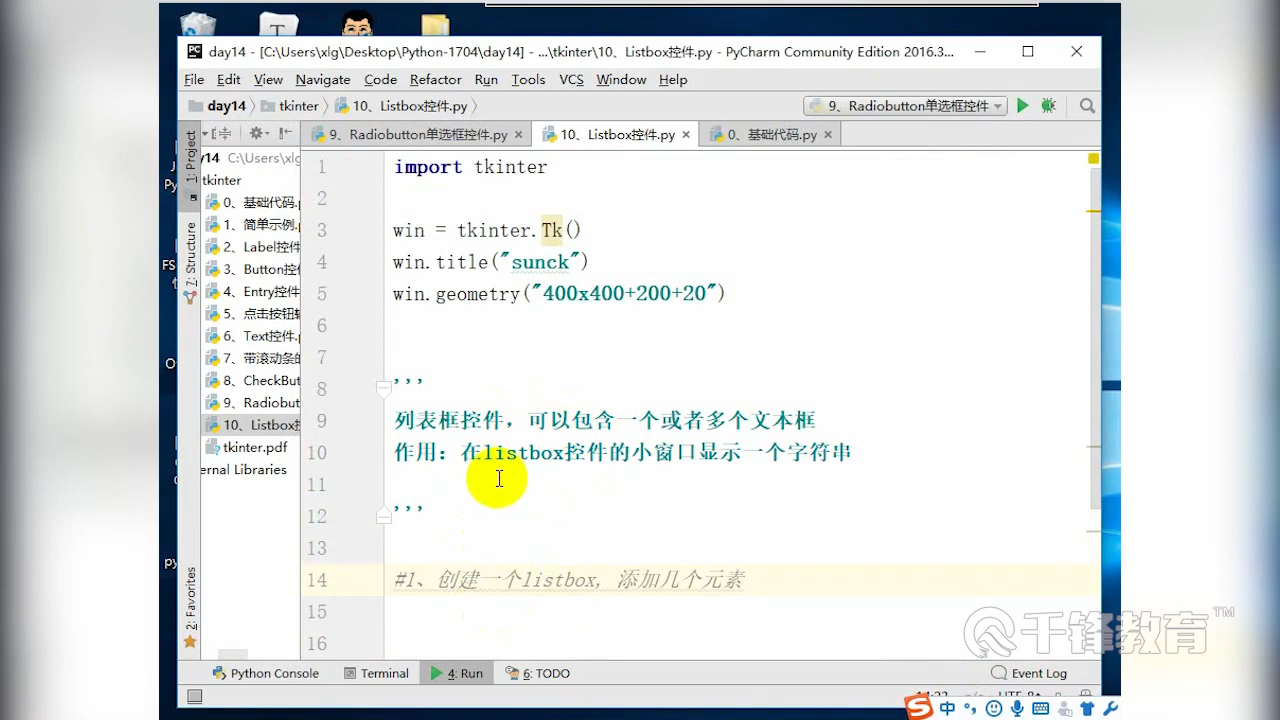 day14 - [C:\Users\xlg\Desktop\Python-1704\day14] - ...\tkinter\10、Listbox控件.py - PyCharm Community Edition 2016.3...
File Edit View Navigate Code Refactor Run Tools VCS Window Help
day14 tkinter 10、Listbox控件.py 9、Radiobutton单选框控件
9、Radiobutton单选框控件.py 10、Listbox控件.py 0、基础代码.py
1: Project
7: Structure
2: Favorites
y14 C:\Users\xlg
tkinter
0、基础代码.
1、简单示例.
2、Label控件
3、Button控
4、Entry控件
5、点击按钮
6、Text控件.
7、带滚动条的
8、CheckBut
9、Radiobut
10、Listbox
tkinter.pdf
ernal Libraries
1 import tkinter
2
3 win = tkinter.Tk()
4 win.title("sunck")
5 win.geometry("400x400+200+20")
6
7
8 '''
9 列表框控件，可以包含一个或者多个文本框
10 作用：在listbox控件的小窗口显示一个字符串
11
12 '''
13
14 #1、创建一个listbox，添加几个元素
15
16
千锋教育™
Python Console Terminal 4: Run 6: TODO Event Log
中